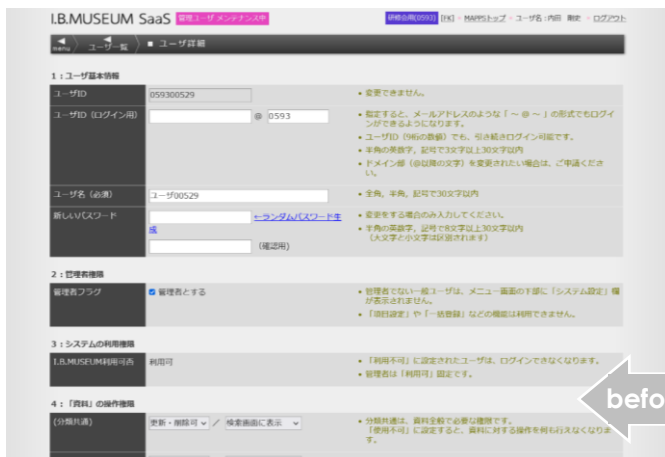 I.B.MUSEUM SaaS 管理ユーザ メンテナンス中 研修会用(0593) [FK] - MAPPSトップ - ユーザ名:内田 剛史 - ログアウト
menu ユーザ一覧 ■ ユーザ詳細
1:ユーザ基本情報
ユーザID 059300529 • 変更できません。
ユーザID (ログイン用) @ 0593 • 指定すると、メールアドレスのような「 ~ @ ~ 」の形式でもログインができるようになります。
• ユーザID (9桁の数値) でも、引き続きログイン可能です。
• 半角の英数字、記号で3文字以上30文字以内
• ドメイン部 (@以降の文字) を変更されたい場合は、ご申請ください。
ユーザ名 (必須) ユーザ00529 • 全角、半角、記号で30文字以内
新しいパスワード ←ランダムパスワード生成 • 変更をする場合のみ入力してください。
• 半角の英数字、記号で8文字以上30文字以内
(大文字と小文字は区別されます)
(確認用)
2:管理者権限
管理者フラグ 管理者とする • 管理者でない一般ユーザは、メニュー画面の下部に「システム設定」欄が表示されません。
• 「項目設定」や「一括登録」などの機能は利用できません。
3:システムの利用権限
I.B.MUSEUM利用可否 利用可 • 「利用不可」に設定されたユーザは、ログインできなくなります。
• 管理者は「利用可」固定です。
4:「資料」の操作権限
(分類共通) 更新・削除可 / 検索画面に表示 • 分類共通は、資料全般で必要な権限です。
「使用不可」に設定すると、資料に対する操作を何も行えなくなります。
befo